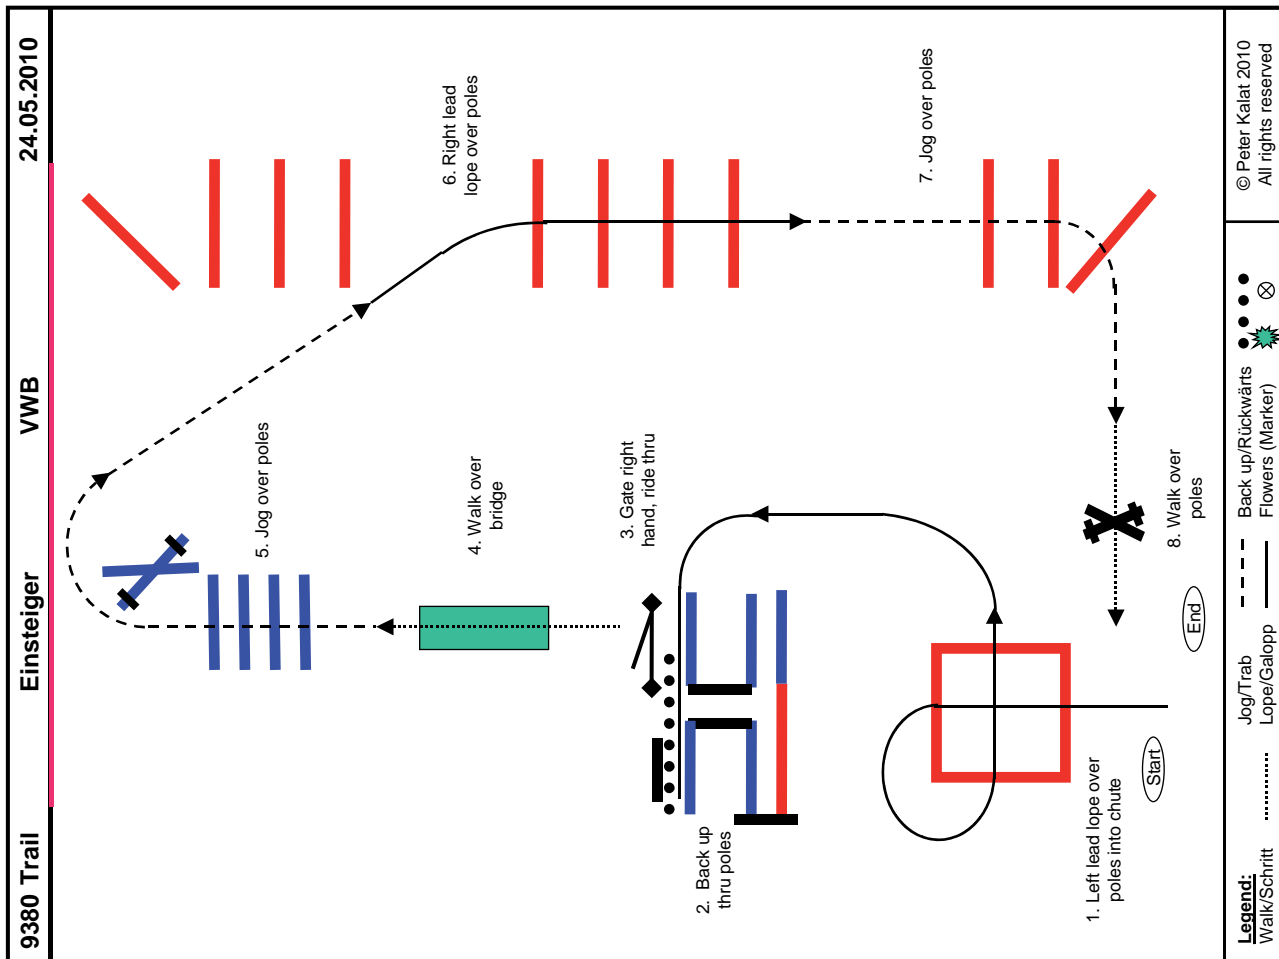 9380 Trail Einsteiger VWB 24.05.2010
1. Left lead lope over
poles into chute
Start
2. Back up
thru poles
3. Gate right
hand, ride thru
4. Walk over
bridge
5. Jog over poles
6. Right lead
lope over poles
7. Jog over poles
8. Walk over
poles
End
Legend:
Walk/Schritt
Jog/Trab
Lope/Galopp
Back up/Rückwärts
Flowers (Marker)
© Peter Kalat 2010
All rights reserved